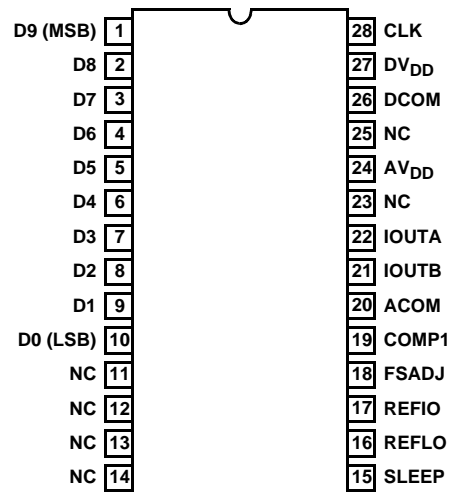 D9 (MSB) 1 28 CLK
D8 2 27 DVDD
D7 3 26 DCOM
D6 4 25 NC
D5 5 24 AVDD
D4 6 23 NC
D3 7 22 IOUTA
D2 8 21 IOUTB
D1 9 20 ACOM
D0 (LSB) 10 19 COMP1
NC 11 18 FSADJ
NC 12 17 REFIO
NC 13 16 REFLO
NC 14 15 SLEEP